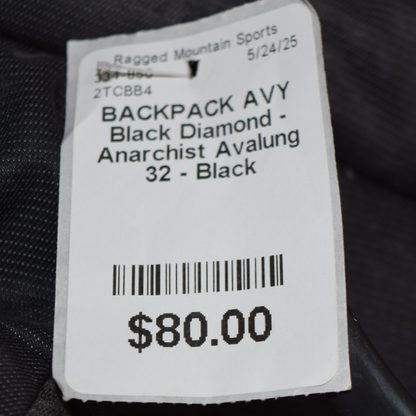 Ragged Mountain Sports
5/24/25
2TCBB4
BACKPACK AVY
Black Diamond -
Anarchist Avalung
32 - Black
$80.00